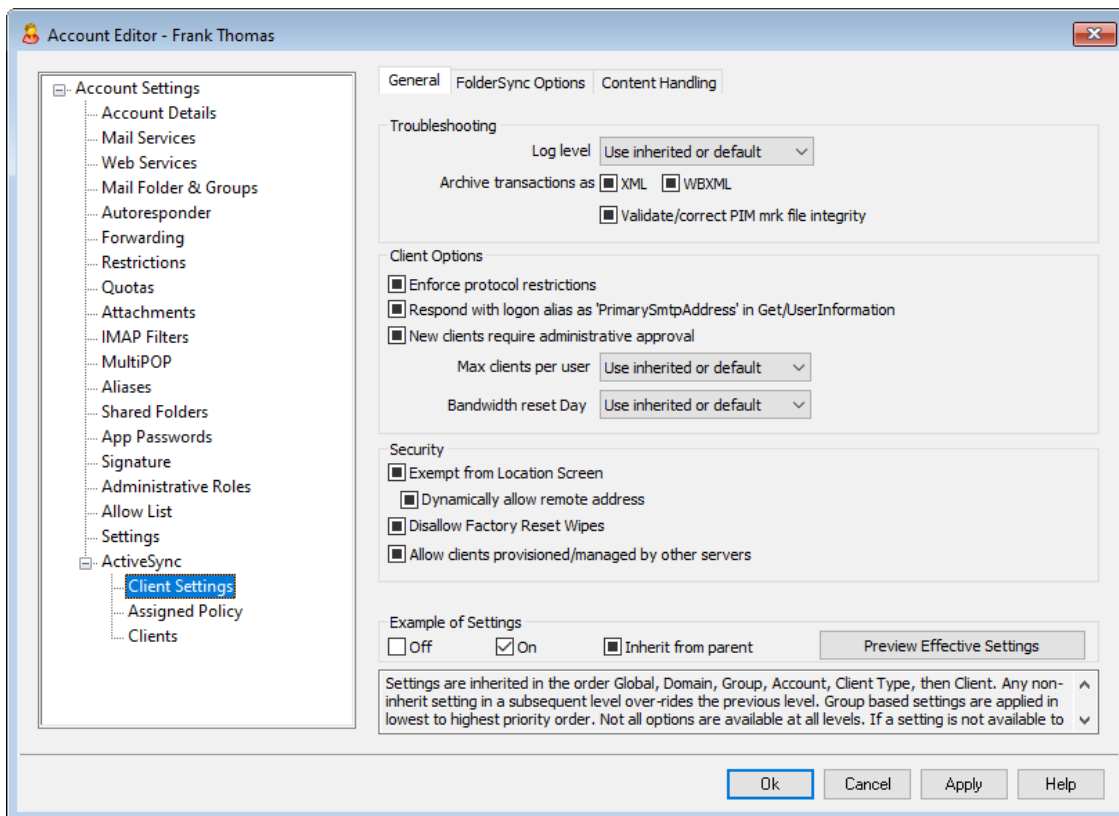 Account Editor - Frank Thomas
Account Settings
Account Details
Mail Services
Web Services
Mail Folder & Groups
Autoresponder
Forwarding
Restrictions
Quotas
Attachments
IMAP Filters
MultiPOP
Aliases
Shared Folders
App Passwords
Signature
Administrative Roles
Allow List
Settings
ActiveSync
Client Settings
Assigned Policy
Clients
General FolderSync Options Content Handling
Troubleshooting
Log level Use inherited or default
Archive transactions as XML WBXML
Validate/correct PIM mrk file integrity
Client Options
Enforce protocol restrictions
Respond with logon alias as 'PrimarySmtpAddress' in Get/UserInformation
New clients require administrative approval
Max clients per user Use inherited or default
Bandwidth reset Day Use inherited or default
Security
Exempt from Location Screen
Dynamically allow remote address
Disallow Factory Reset Wipes
Allow clients provisioned/managed by other servers
Example of Settings
Off On Inherit from parent Preview Effective Settings
Settings are inherited in the order Global, Domain, Group, Account, Client Type, then Client. Any non-
inherit setting in a subsequent level over-rides the previous level. Group based settings are applied in
lowest to highest priority order. Not all options are available at all levels. If a setting is not available to
Ok Cancel Apply Help